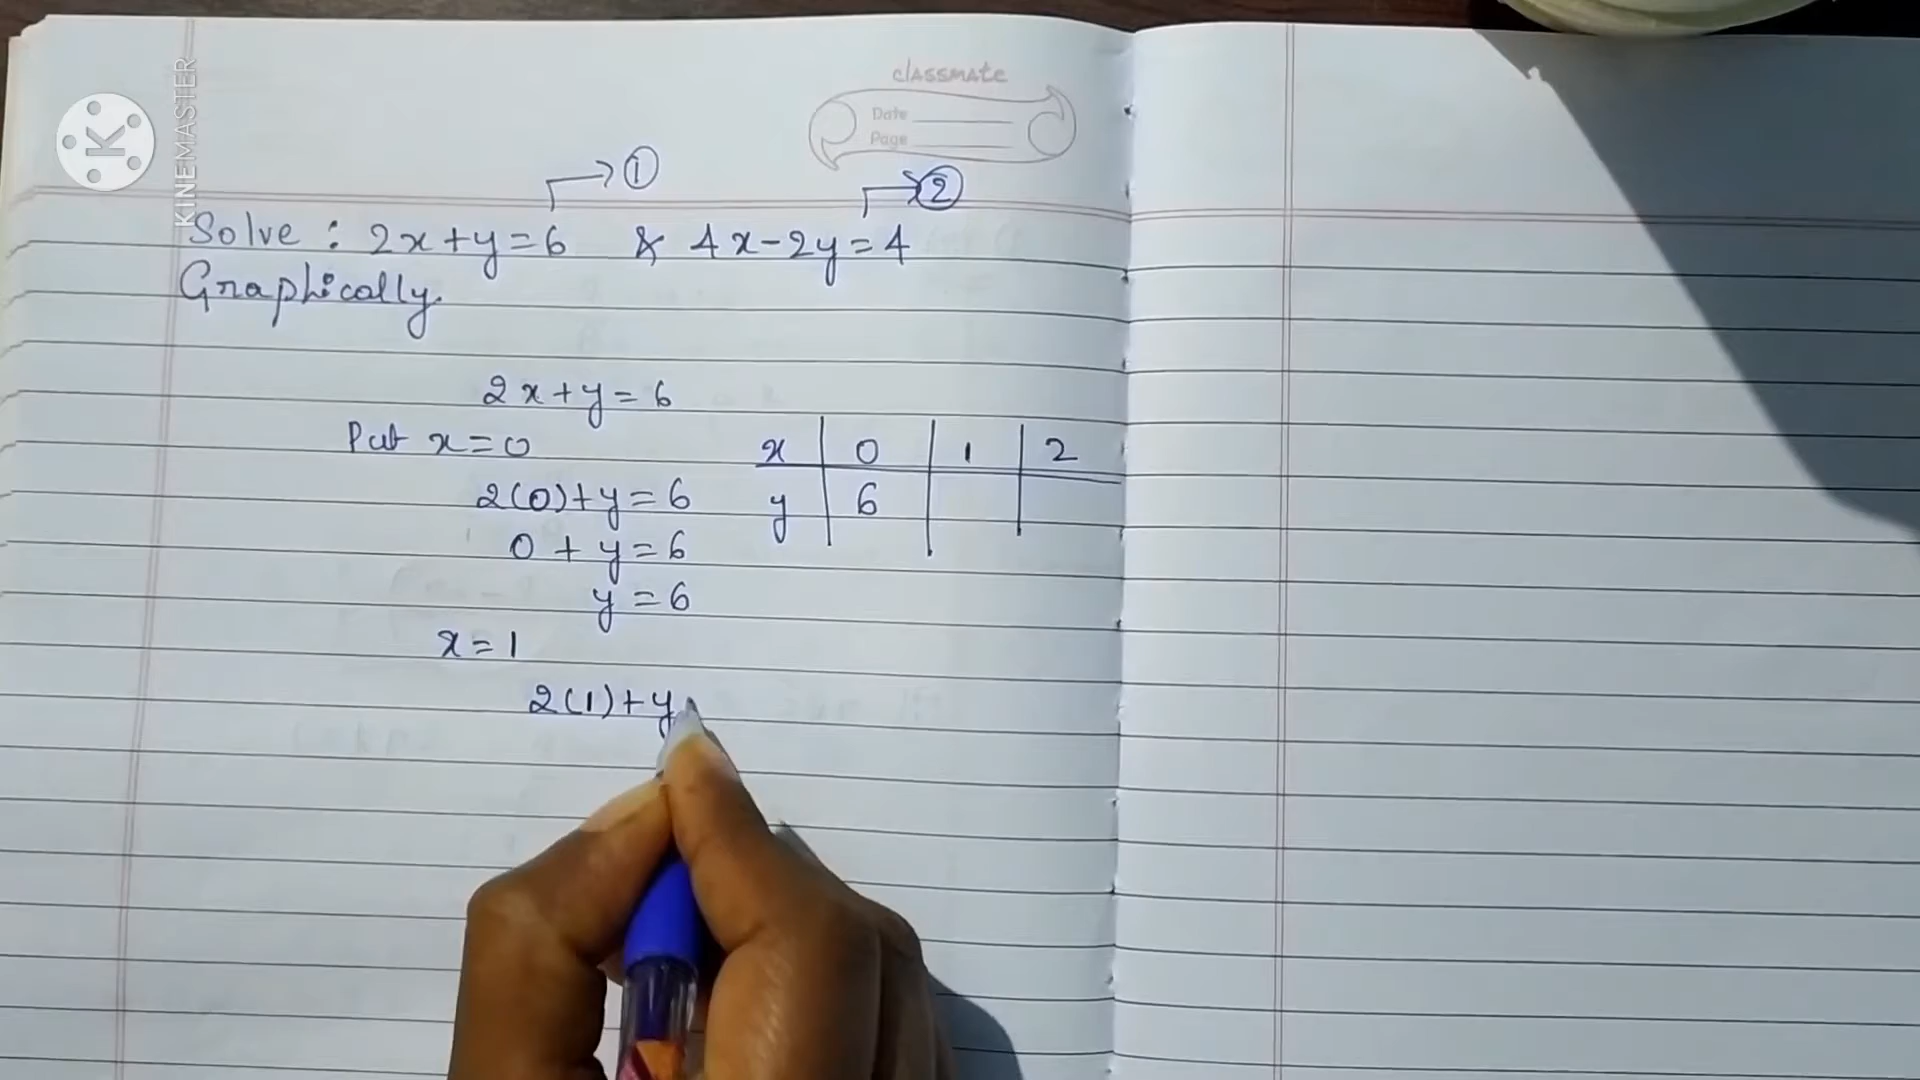 KINEMASTER
classmate
Date
Page
① ②
Solve : 2x+y=6 & 4x-2y=4
Graphically.
2x+y=6
Put x=0
x 0 1 2
2(0)+y=6
y 6
0+y=6
y=6
x=1
2(1)+y